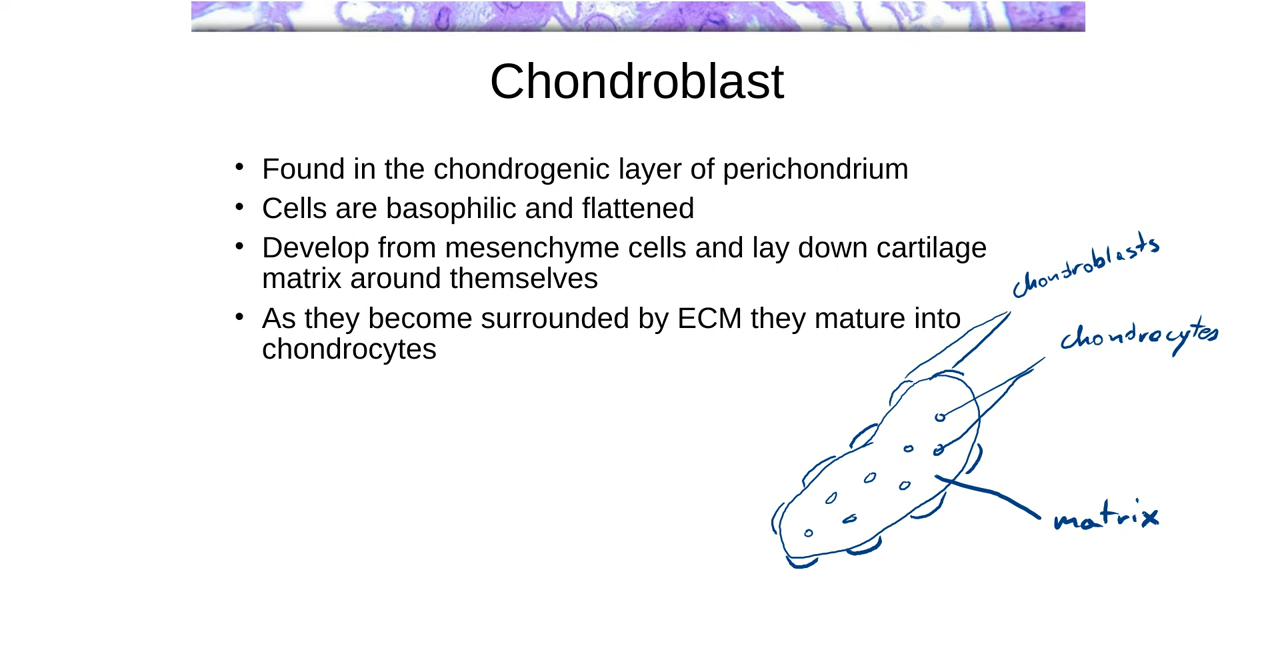 Chondroblast
• Found in the chondrogenic layer of perichondrium
• Cells are basophilic and flattened
• Develop from mesenchyme cells and lay down cartilage
matrix around themselves
• As they become surrounded by ECM they mature into
chondrocytes
chondroblasts
chondrocytes
matrix